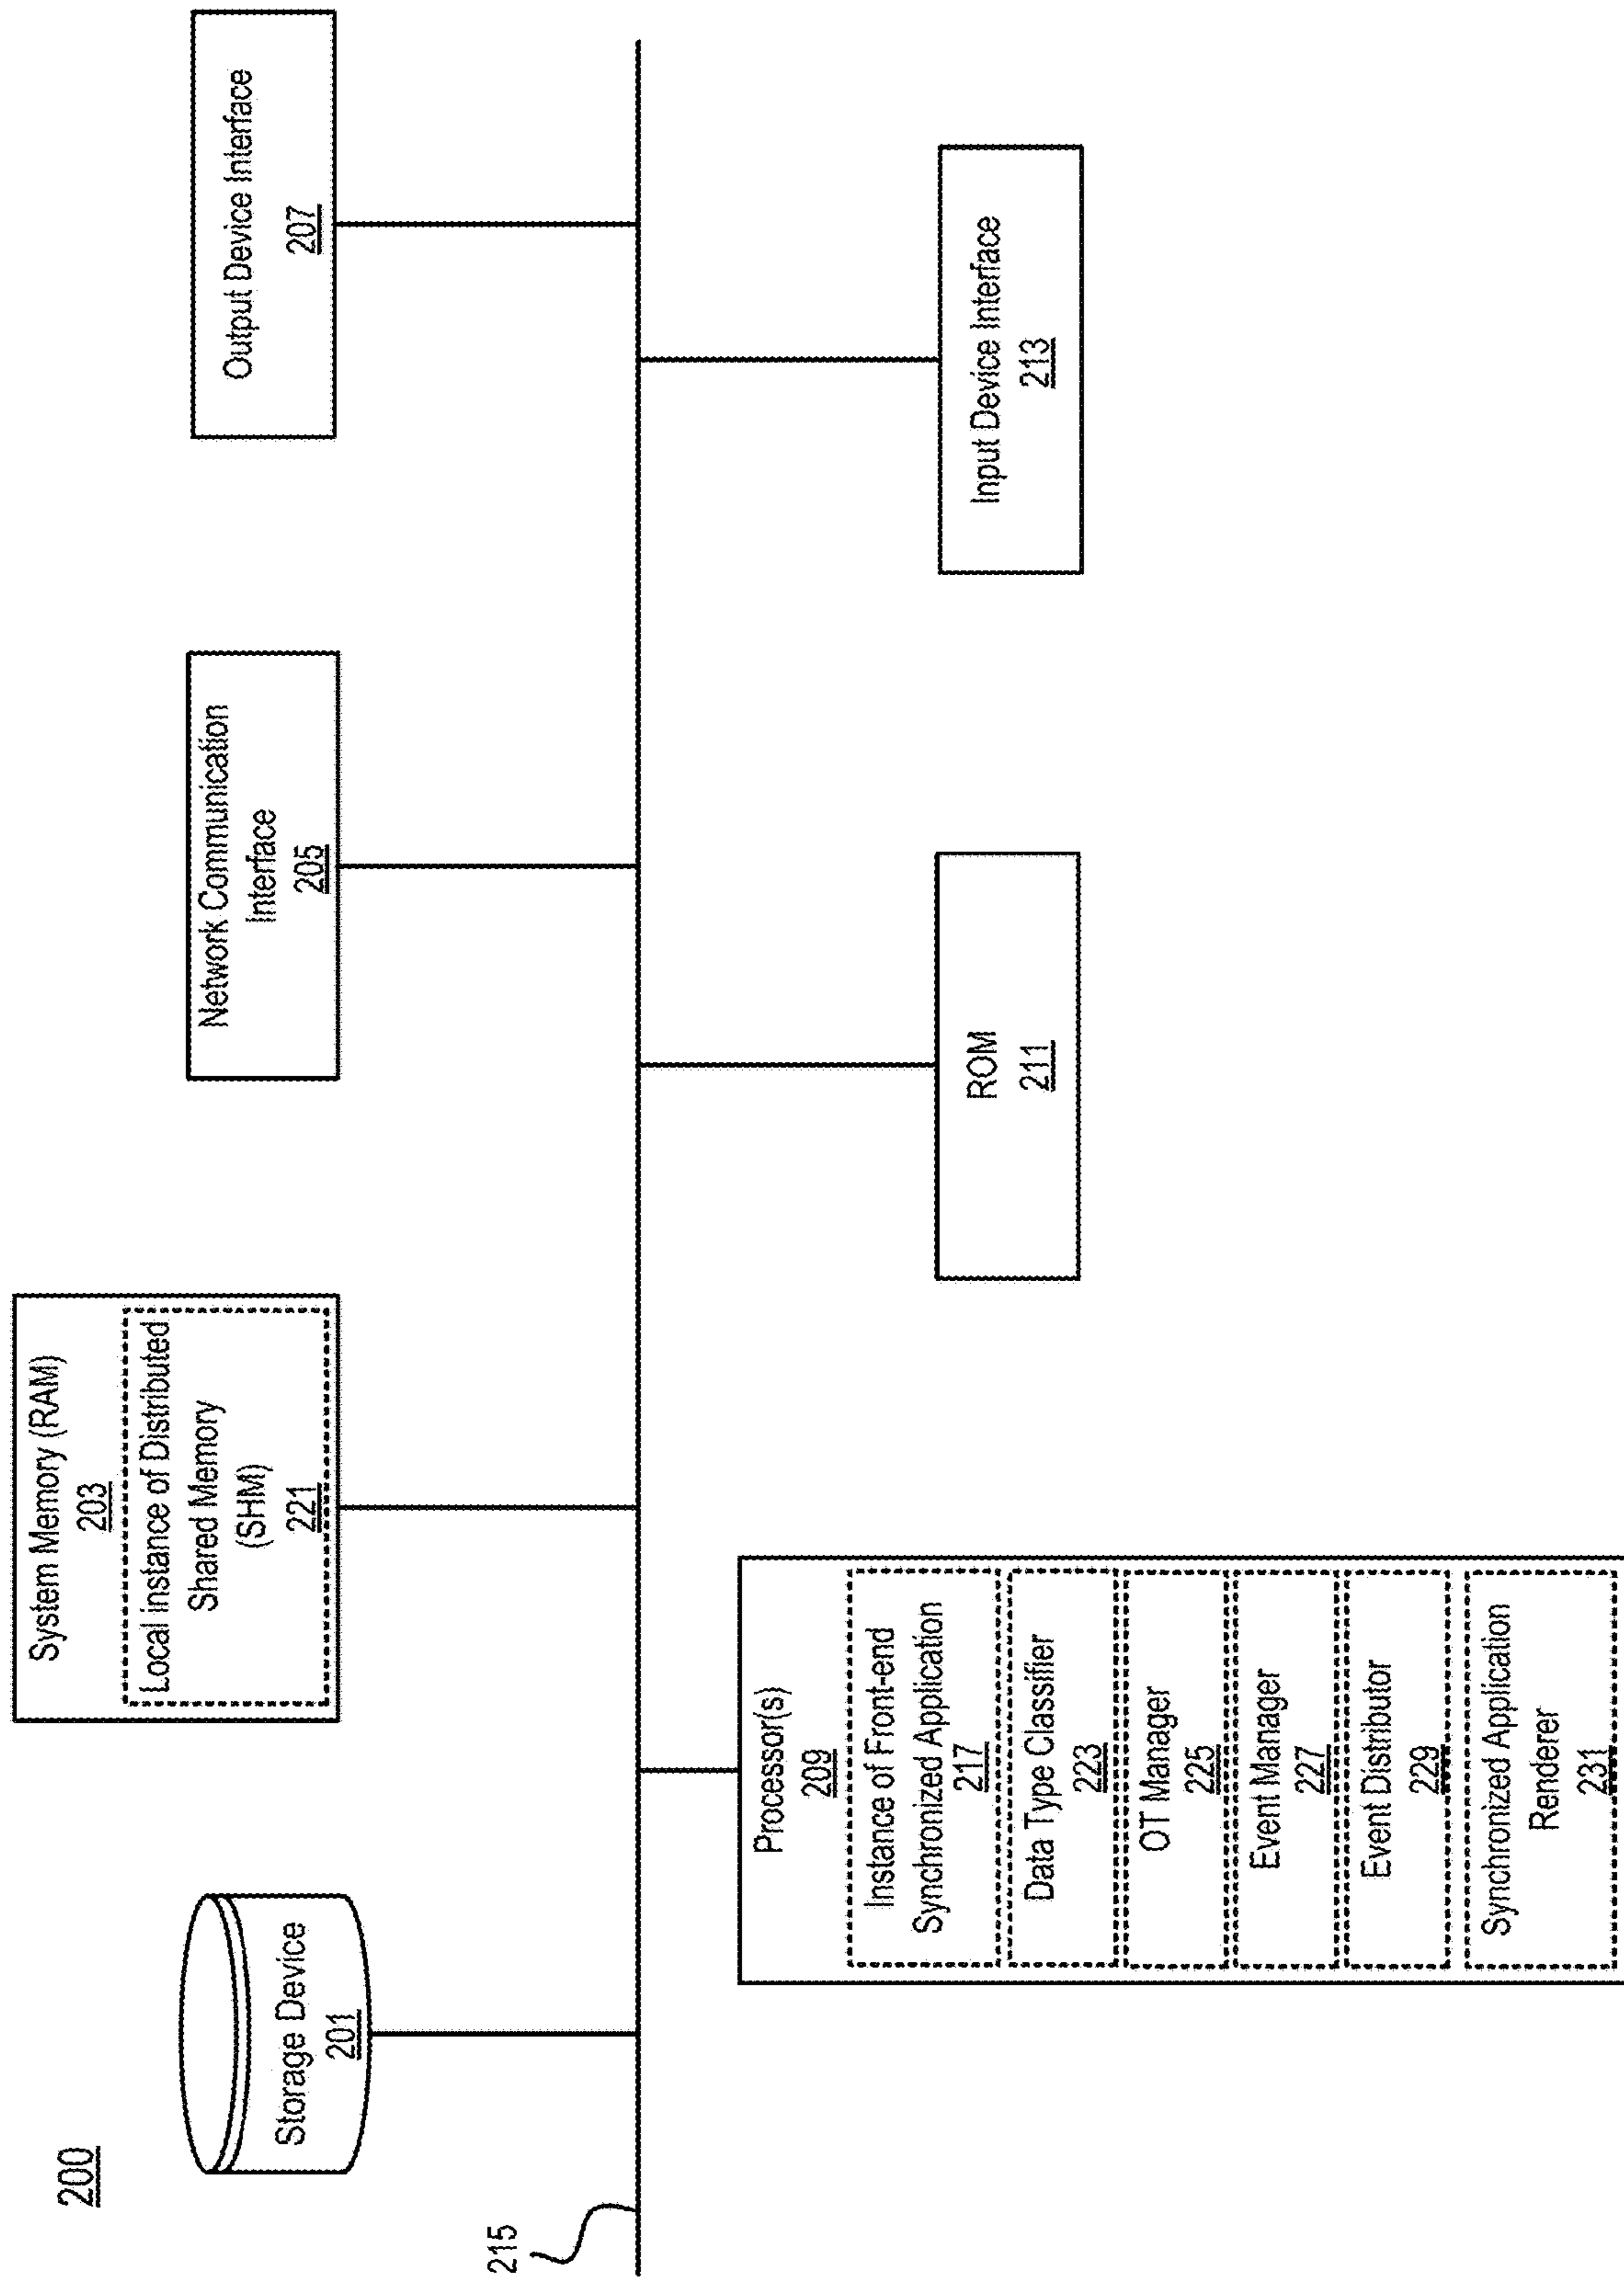 200
Storage Device
201
System Memory (RAM)
203
Local instance of Distributed
Shared Memory
(SHM)
221
Network Communication
Interface
205
Output Device Interface
207
215
Processor(s)
209
Instance of Front-end
Synchronized Application
217
Data Type Classifier
223
OT Manager
225
Event Manager
227
Event Distributor
229
Synchronized Application
Renderer
231
ROM
211
Input Device Interface
213